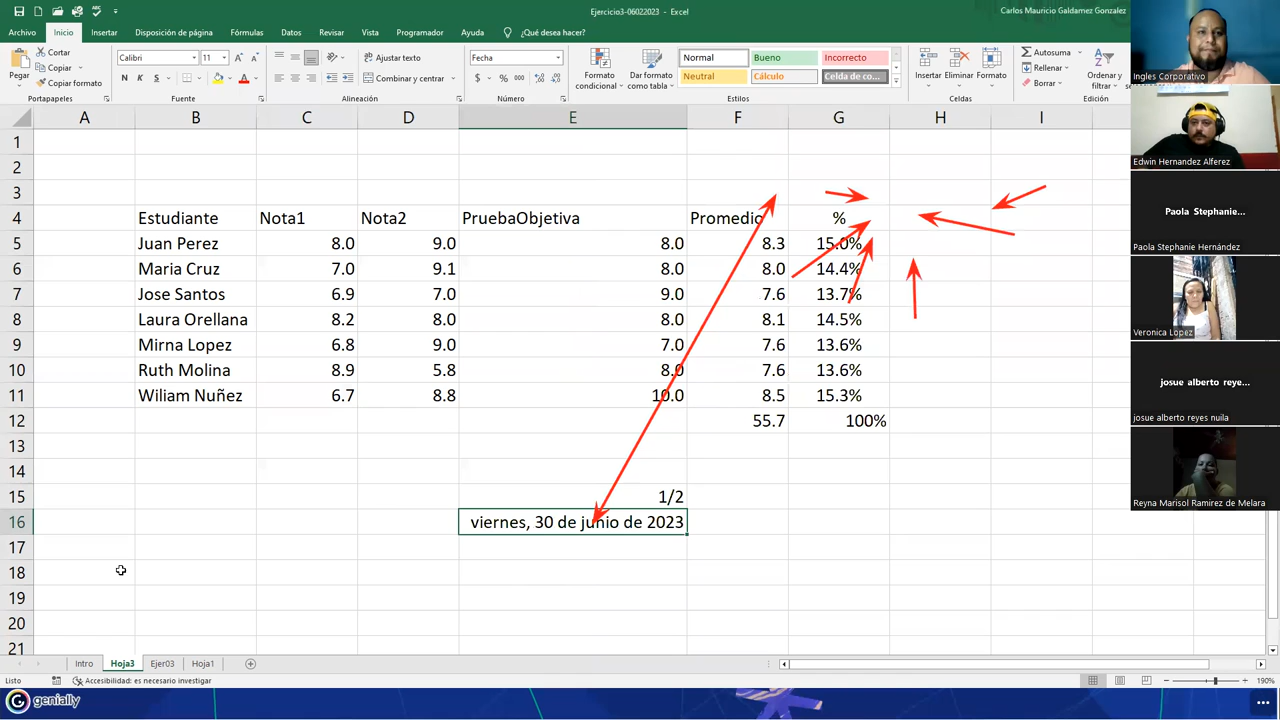 Ejercicio3-06022023 - Excel
Carlos Mauricio Galdamez Gonzalez
Archivo Inicio Insertar Disposición de página Fórmulas Datos Revisar Vista Programador Ayuda ¿Qué desea hacer?
Pegar
Cortar
Copiar
Copiar formato
Portapapeles
Calibri 11
N K S
Fuente
Ajustar texto
Combinar y centrar
Alineación
Fecha
$ % 000
Número
Formato condicional
Dar formato como tabla
Normal Bueno Incorrecto
Neutral Cálculo Celda de co...
Estilos
Insertar Eliminar Formato
Celdas
Autosuma
Rellenar
Borrar
Ordenar y filtrar
Edición
A B C D E F G H I
1
2
3
4 Estudiante Nota1 Nota2 PruebaObjetiva Promedio %
5 Juan Perez 8.0 9.0 8.0 8.3 15.0%
6 Maria Cruz 7.0 9.1 8.0 8.0 14.4%
7 Jose Santos 6.9 7.0 9.0 7.6 13.7%
8 Laura Orellana 8.2 8.0 8.0 8.1 14.5%
9 Mirna Lopez 6.8 9.0 7.0 7.6 13.6%
10 Ruth Molina 8.9 5.8 8.0 7.6 13.6%
11 Wiliam Nuñez 6.7 8.8 10.0 8.5 15.3%
12 55.7 100%
13
14
15 1/2
16 viernes, 30 de junio de 2023
17
18
19
20
21
Intro Hoja3 Ejer03 Hoja1
Listo Accesibilidad: es necesario investigar 190%
genially
Ingles Corporativo
Edwin Hernandez Alferez
Paola Stephanie...
Paola Stephanie Hernández
Veronica Lopez
josue alberto reye...
josue alberto reyes nuila
Reyna Marisol Ramirez de Melara